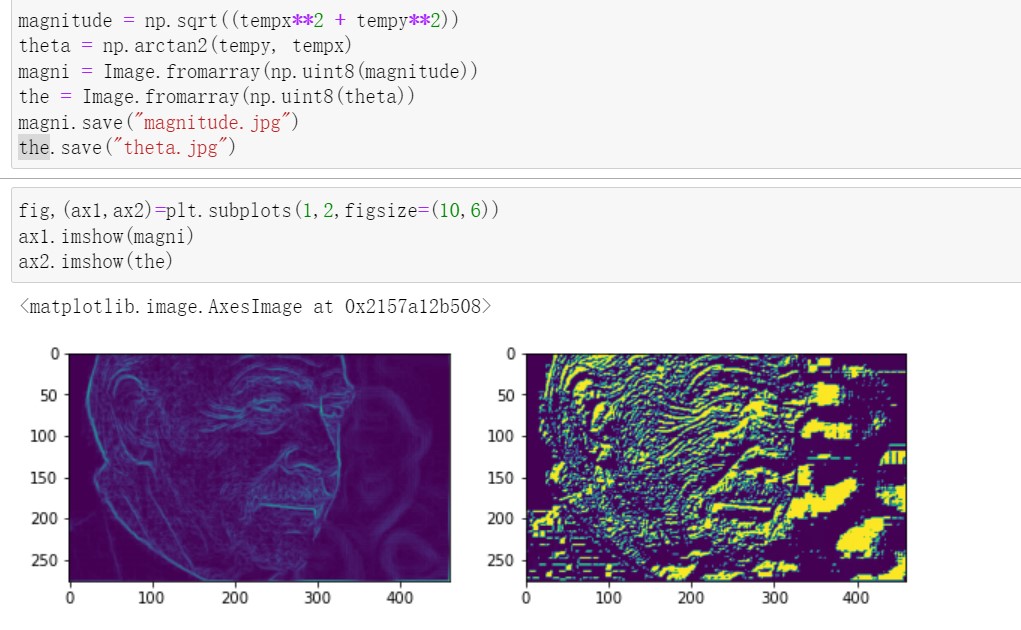 magnitude = np.sqrt((tempx**2 + tempy**2))
theta = np.arctan2(tempy, tempx)
magni = Image.fromarray(np.uint8(magnitude))
the = Image.fromarray(np.uint8(theta))
magni.save("magnitude.jpg")
the.save("theta.jpg")
fig,(ax1,ax2)=plt.subplots(1,2,figsize=(10,6))
ax1.imshow(magni)
ax2.imshow(the)
<matplotlib.image.AxesImage at 0x2157a12b508>
0
50
100
150
200
250
0 100 200 300 400
0
50
100
150
200
250
0 100 200 300 400